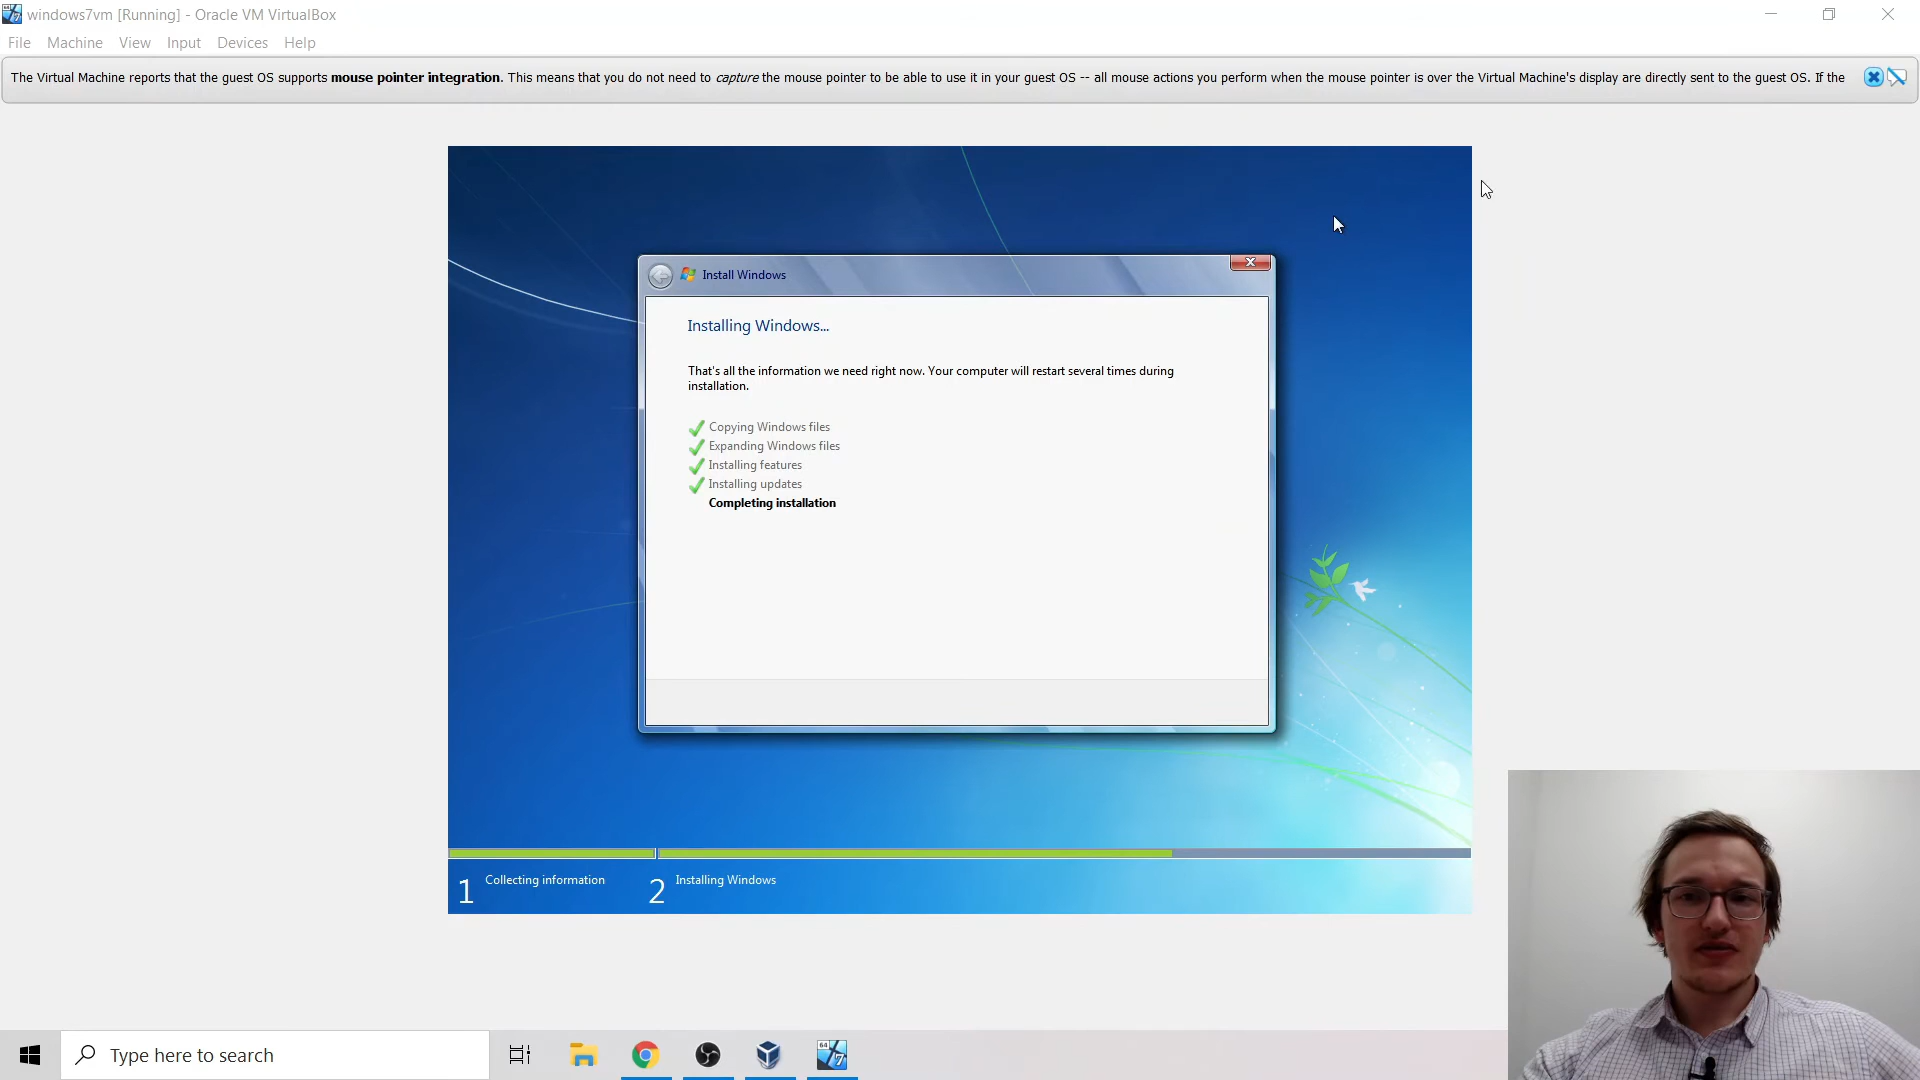 windows7vm [Running] - Oracle VM VirtualBox
File Machine View Input Devices Help
The Virtual Machine reports that the guest OS supports mouse pointer integration. This means that you do not need to capture the mouse pointer to be able to use it in your guest OS -- all mouse actions you perform when the mouse pointer is over the Virtual Machine's display are directly sent to the guest OS. If the
Install Windows
Installing Windows...
That's all the information we need right now. Your computer will restart several times during
installation.
Copying Windows files
Expanding Windows files
Installing features
Installing updates
Completing installation
1 Collecting information 2 Installing Windows
Type here to search
64
7